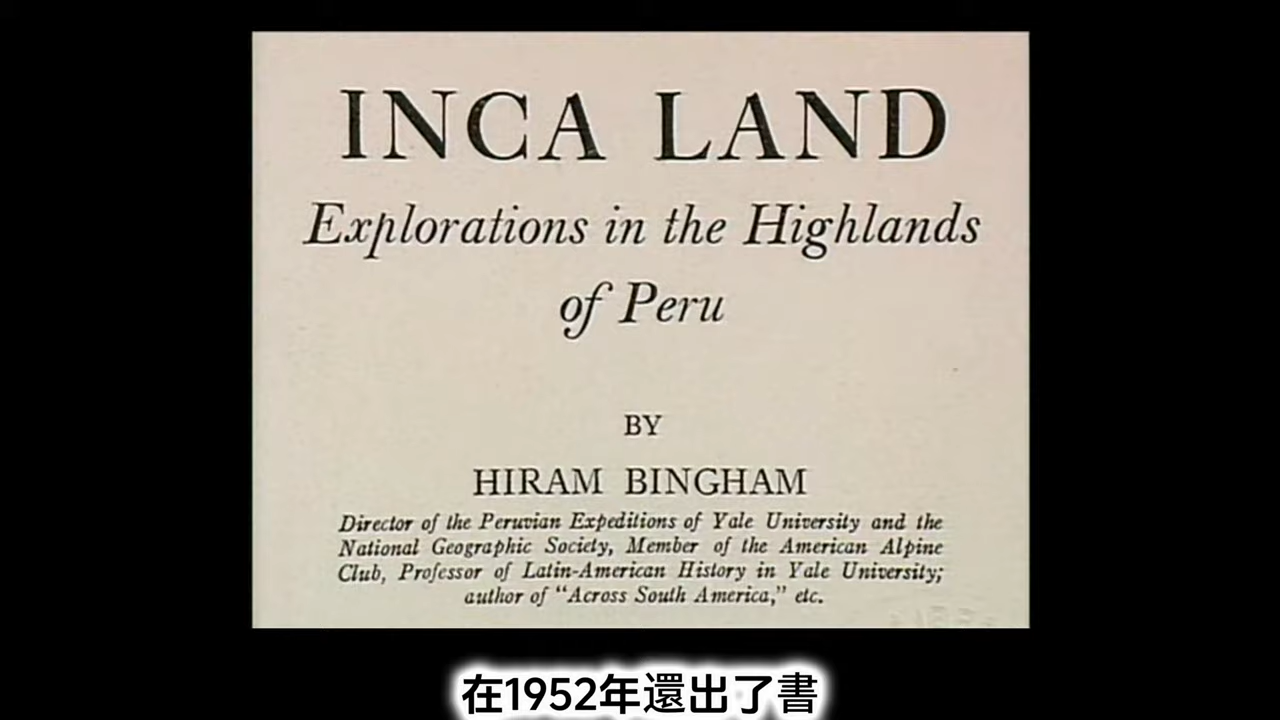 INCA LAND
Explorations in the Highlands
of Peru
BY
HIRAM BINGHAM
Director of the Peruvian Expeditions of Yale University and the
National Geographic Society, Member of the American Alpine
Club, Professor of Latin-American History in Yale University;
author of "Across South America," etc.
在1952年還出了書